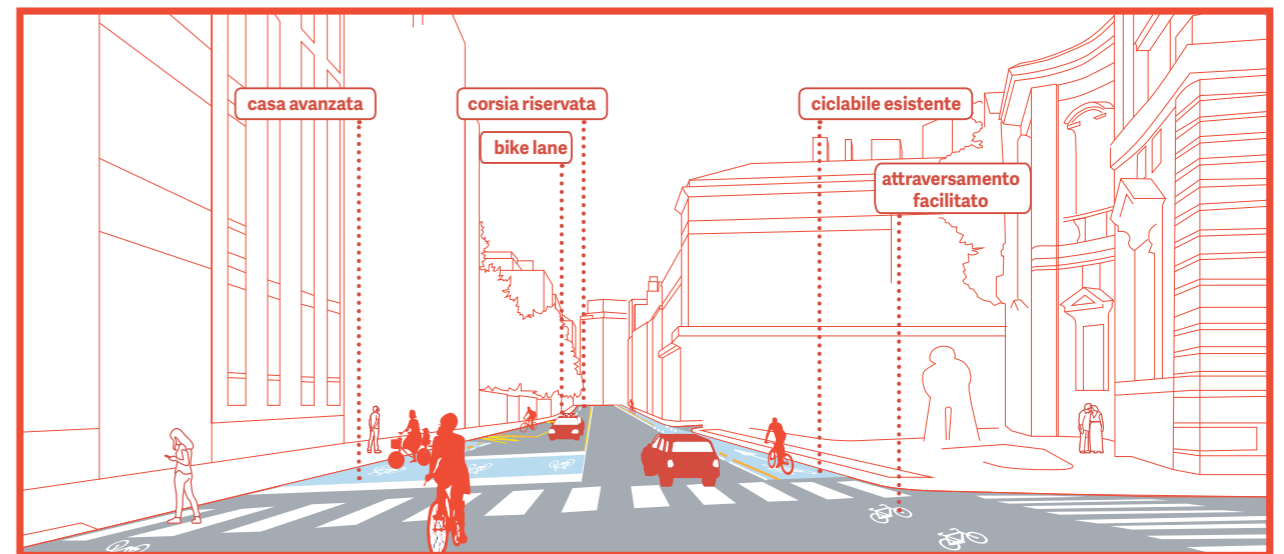 casa avanzata
corsia riservata
bike lane
ciclabile esistente
attraversamento
facilitato